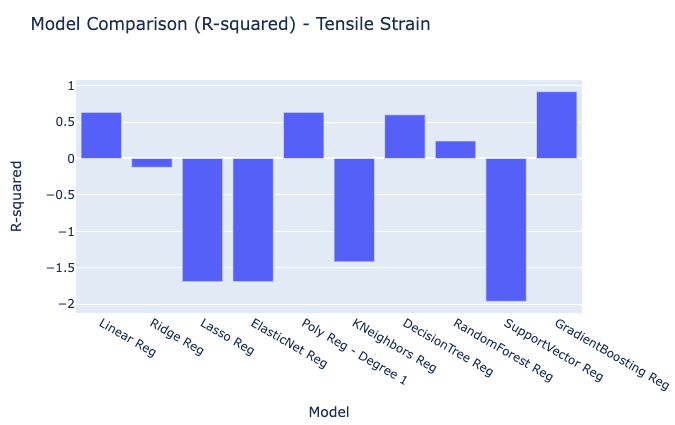 Model Comparison (R-squared) - Tensile Strain
R-squared
1
0.5
0
−0.5
−1
−1.5
−2
Linear Reg
Ridge Reg
Lasso Reg
ElasticNet Reg
Poly Reg - Degree 1
KNeighbors Reg
DecisionTree Reg
RandomForest Reg
SupportVector Reg
GradientBoosting Reg
Model